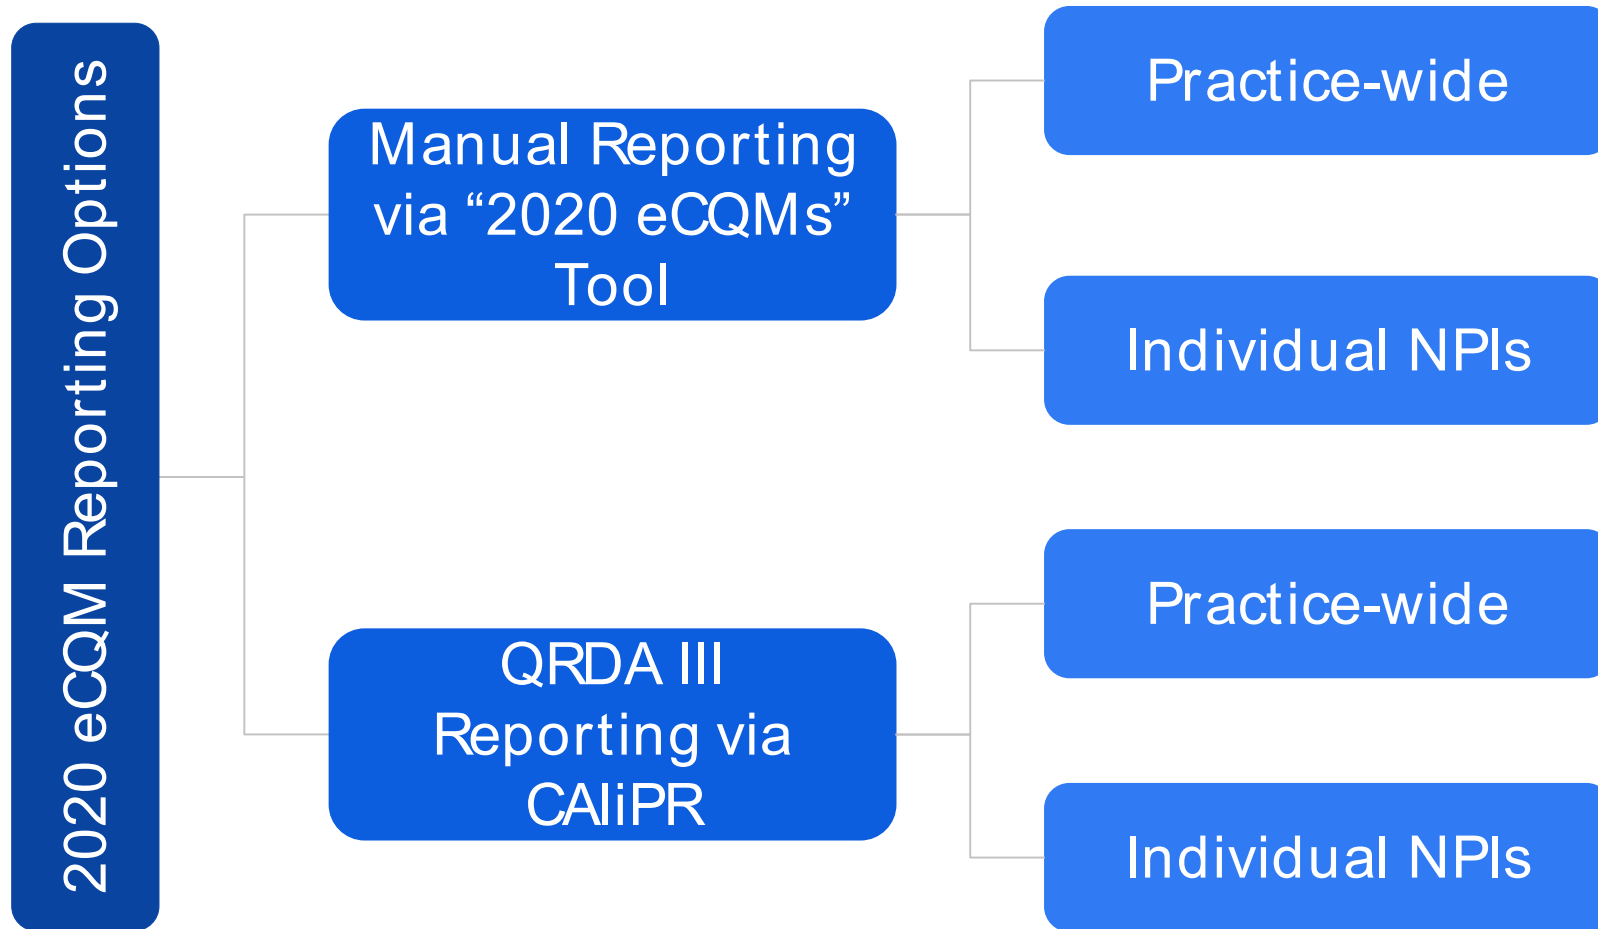 2020 eCQM Reporting Options
Manual Reporting
via “2020 eCQMs”
Tool
Practice-wide
Individual NPIs
QRDA III
Reporting via
CAliPR
Practice-wide
Individual NPIs